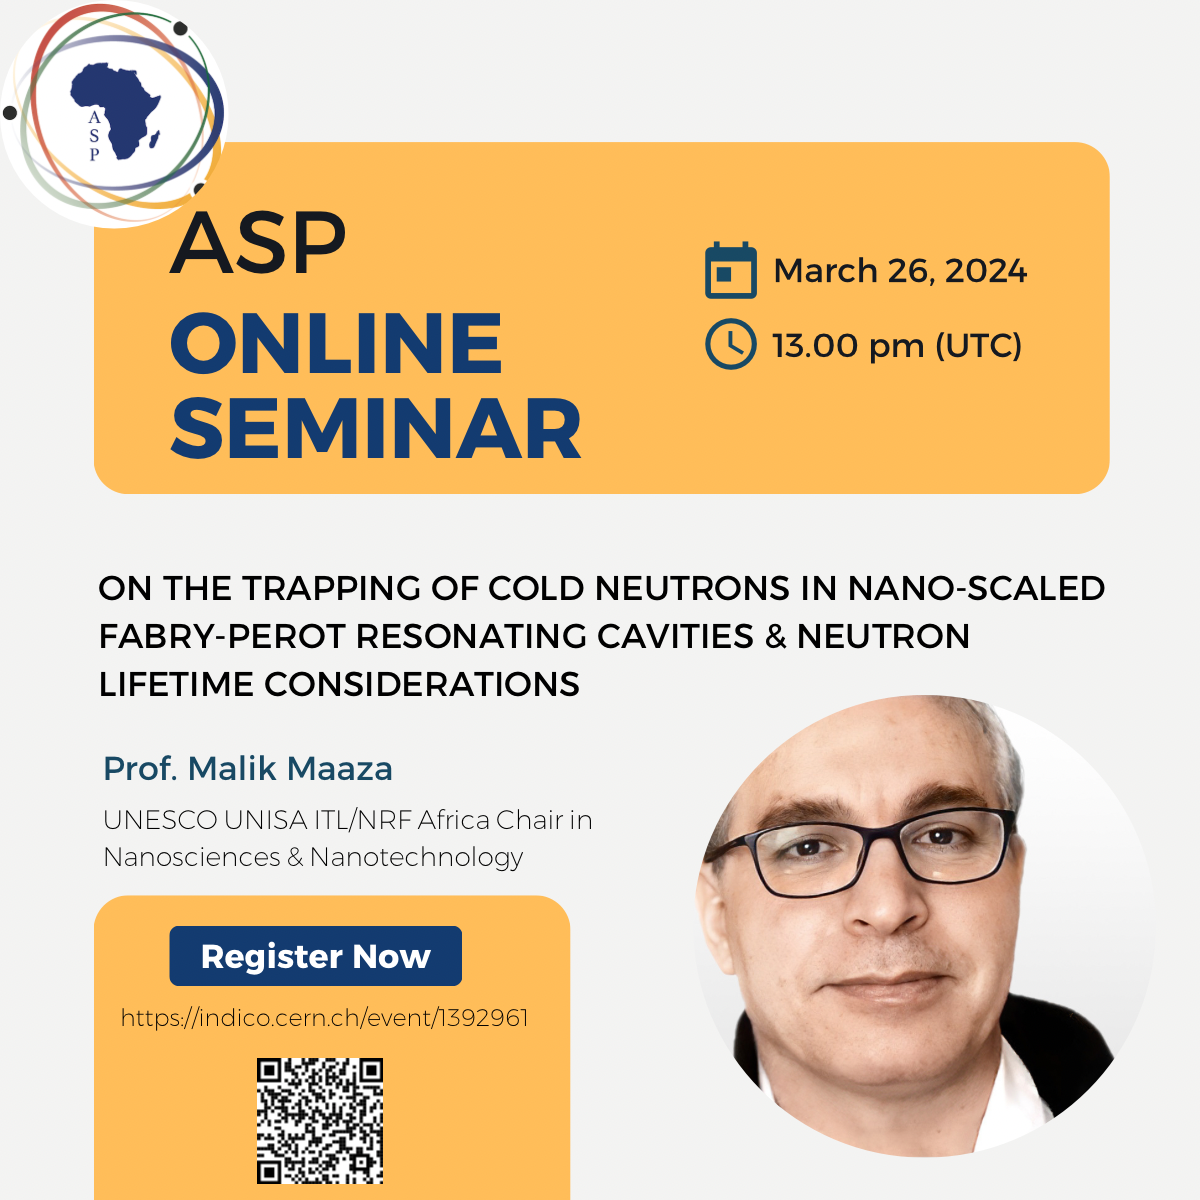 A
S
P
ASP
ONLINE
SEMINAR
March 26, 2024
13.00 pm (UTC)
ON THE TRAPPING OF COLD NEUTRONS IN NANO-SCALED
FABRY-PEROT RESONATING CAVITIES & NEUTRON
LIFETIME CONSIDERATIONS
Prof. Malik Maaza
UNESCO UNISA ITL/NRF Africa Chair in
Nanosciences & Nanotechnology
Register Now
https://indico.cern.ch/event/1392961